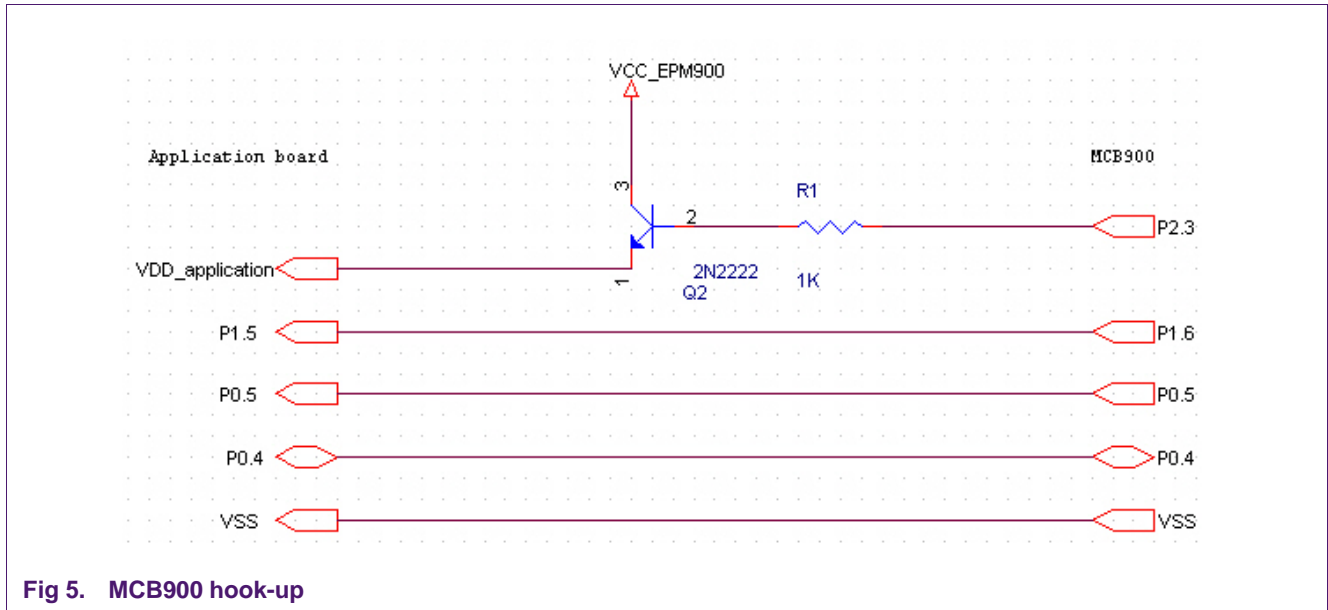 VCC_EPM900
Application board
MCB900
3
R1
2
P2.3
VDD_application
2N2222
1K
1
Q2
P1.5
P1.6
P0.5
P0.5
P0.4
P0.4
VSS
VSS
Fig 5. MCB900 hook-up